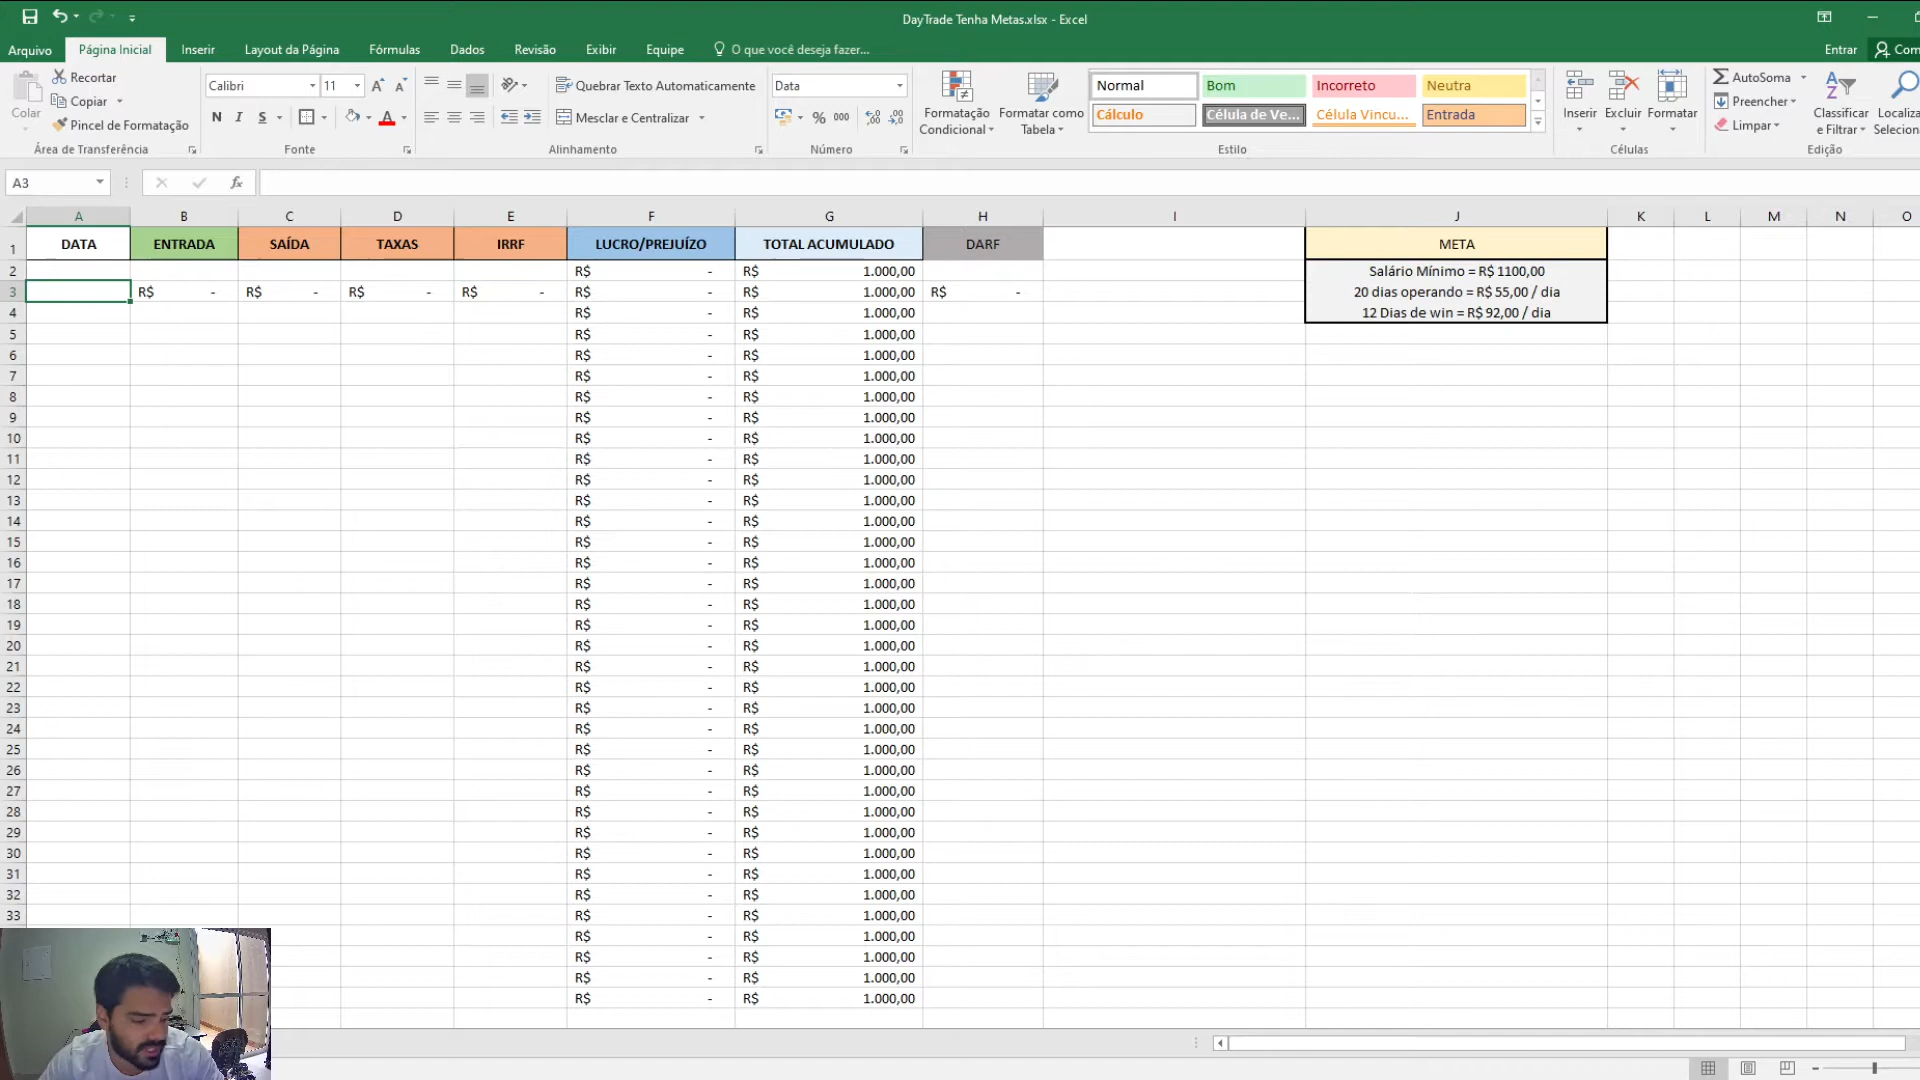 DayTrade Tenha Metas.xlsx - Excel
Arquivo Página Inicial Inserir Layout da Página Fórmulas Dados Revisão Exibir Equipe O que você deseja fazer... Entrar Com
Recortar
Copiar
Pincel de Formatação
Colar
Área de Transferência
Calibri 11
N I S
Fonte
Quebrar Texto Automaticamente
Mesclar e Centralizar
Alinhamento
Data
% 000
Número
Formatação Condicional
Formatar como Tabela
Normal Bom Incorreto Neutra
Cálculo Célula de Ve... Célula Vincu... Entrada
Estilo
Inserir Excluir Formatar
Células
AutoSoma
Preencher
Limpar
Classificar e Filtrar
Localiza
Selecion
Edição
A3 fx
A B C D E F G H I J K L M N O
1 DATA ENTRADA SAÍDA TAXAS IRRF LUCRO/PREJUÍZO TOTAL ACUMULADO DARF META
2 R$ - R$ 1.000,00 Salário Mínimo = R$ 1100,00
3 R$ - R$ - R$ - R$ - R$ - R$ 1.000,00 R$ - 20 dias operando = R$ 55,00 / dia
4 R$ - R$ 1.000,00 12 Dias de win = R$ 92,00 / dia
5 R$ - R$ 1.000,00
6 R$ - R$ 1.000,00
7 R$ - R$ 1.000,00
8 R$ - R$ 1.000,00
9 R$ - R$ 1.000,00
10 R$ - R$ 1.000,00
11 R$ - R$ 1.000,00
12 R$ - R$ 1.000,00
13 R$ - R$ 1.000,00
14 R$ - R$ 1.000,00
15 R$ - R$ 1.000,00
16 R$ - R$ 1.000,00
17 R$ - R$ 1.000,00
18 R$ - R$ 1.000,00
19 R$ - R$ 1.000,00
20 R$ - R$ 1.000,00
21 R$ - R$ 1.000,00
22 R$ - R$ 1.000,00
23 R$ - R$ 1.000,00
24 R$ - R$ 1.000,00
25 R$ - R$ 1.000,00
26 R$ - R$ 1.000,00
27 R$ - R$ 1.000,00
28 R$ - R$ 1.000,00
29 R$ - R$ 1.000,00
30 R$ - R$ 1.000,00
31 R$ - R$ 1.000,00
32 R$ - R$ 1.000,00
33 R$ - R$ 1.000,00
R$ - R$ 1.000,00
R$ - R$ 1.000,00
R$ - R$ 1.000,00
R$ - R$ 1.000,00